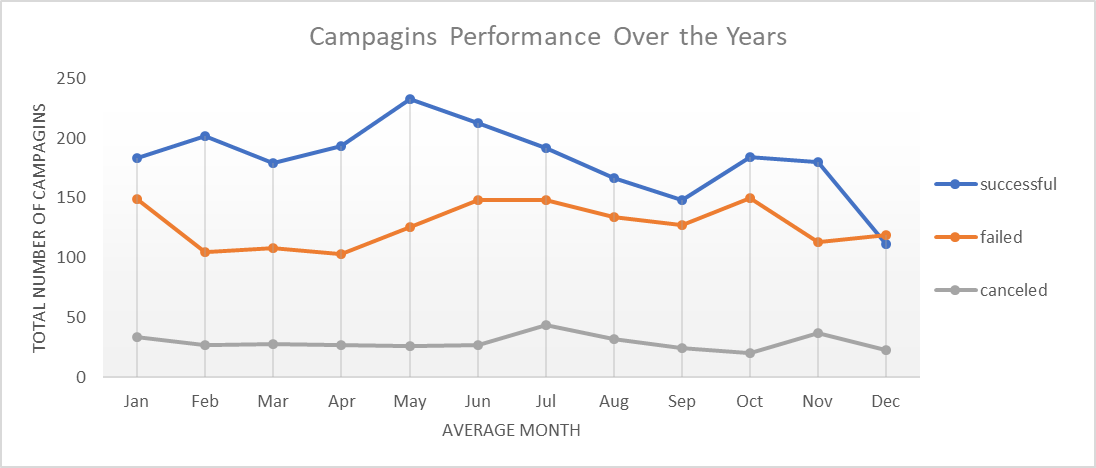 Campagins Performance Over the Years
250
200
150
100
50
0
TOTAL NUMBER OF CAMPAGINS
Jan Feb Mar Apr May Jun Jul Aug Sep Oct Nov Dec
AVERAGE MONTH
successful
failed
canceled